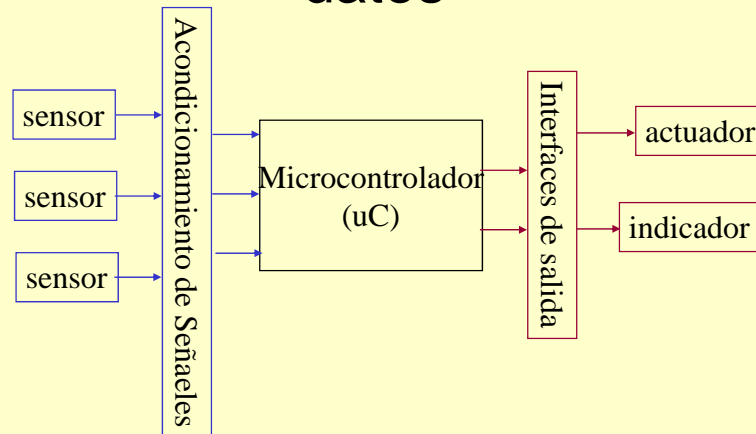 datos
sensor
sensor
sensor
Acondicionamiento de Señaeles
Microcontrolador
(uC)
Interfaces de salida
actuador
indicador